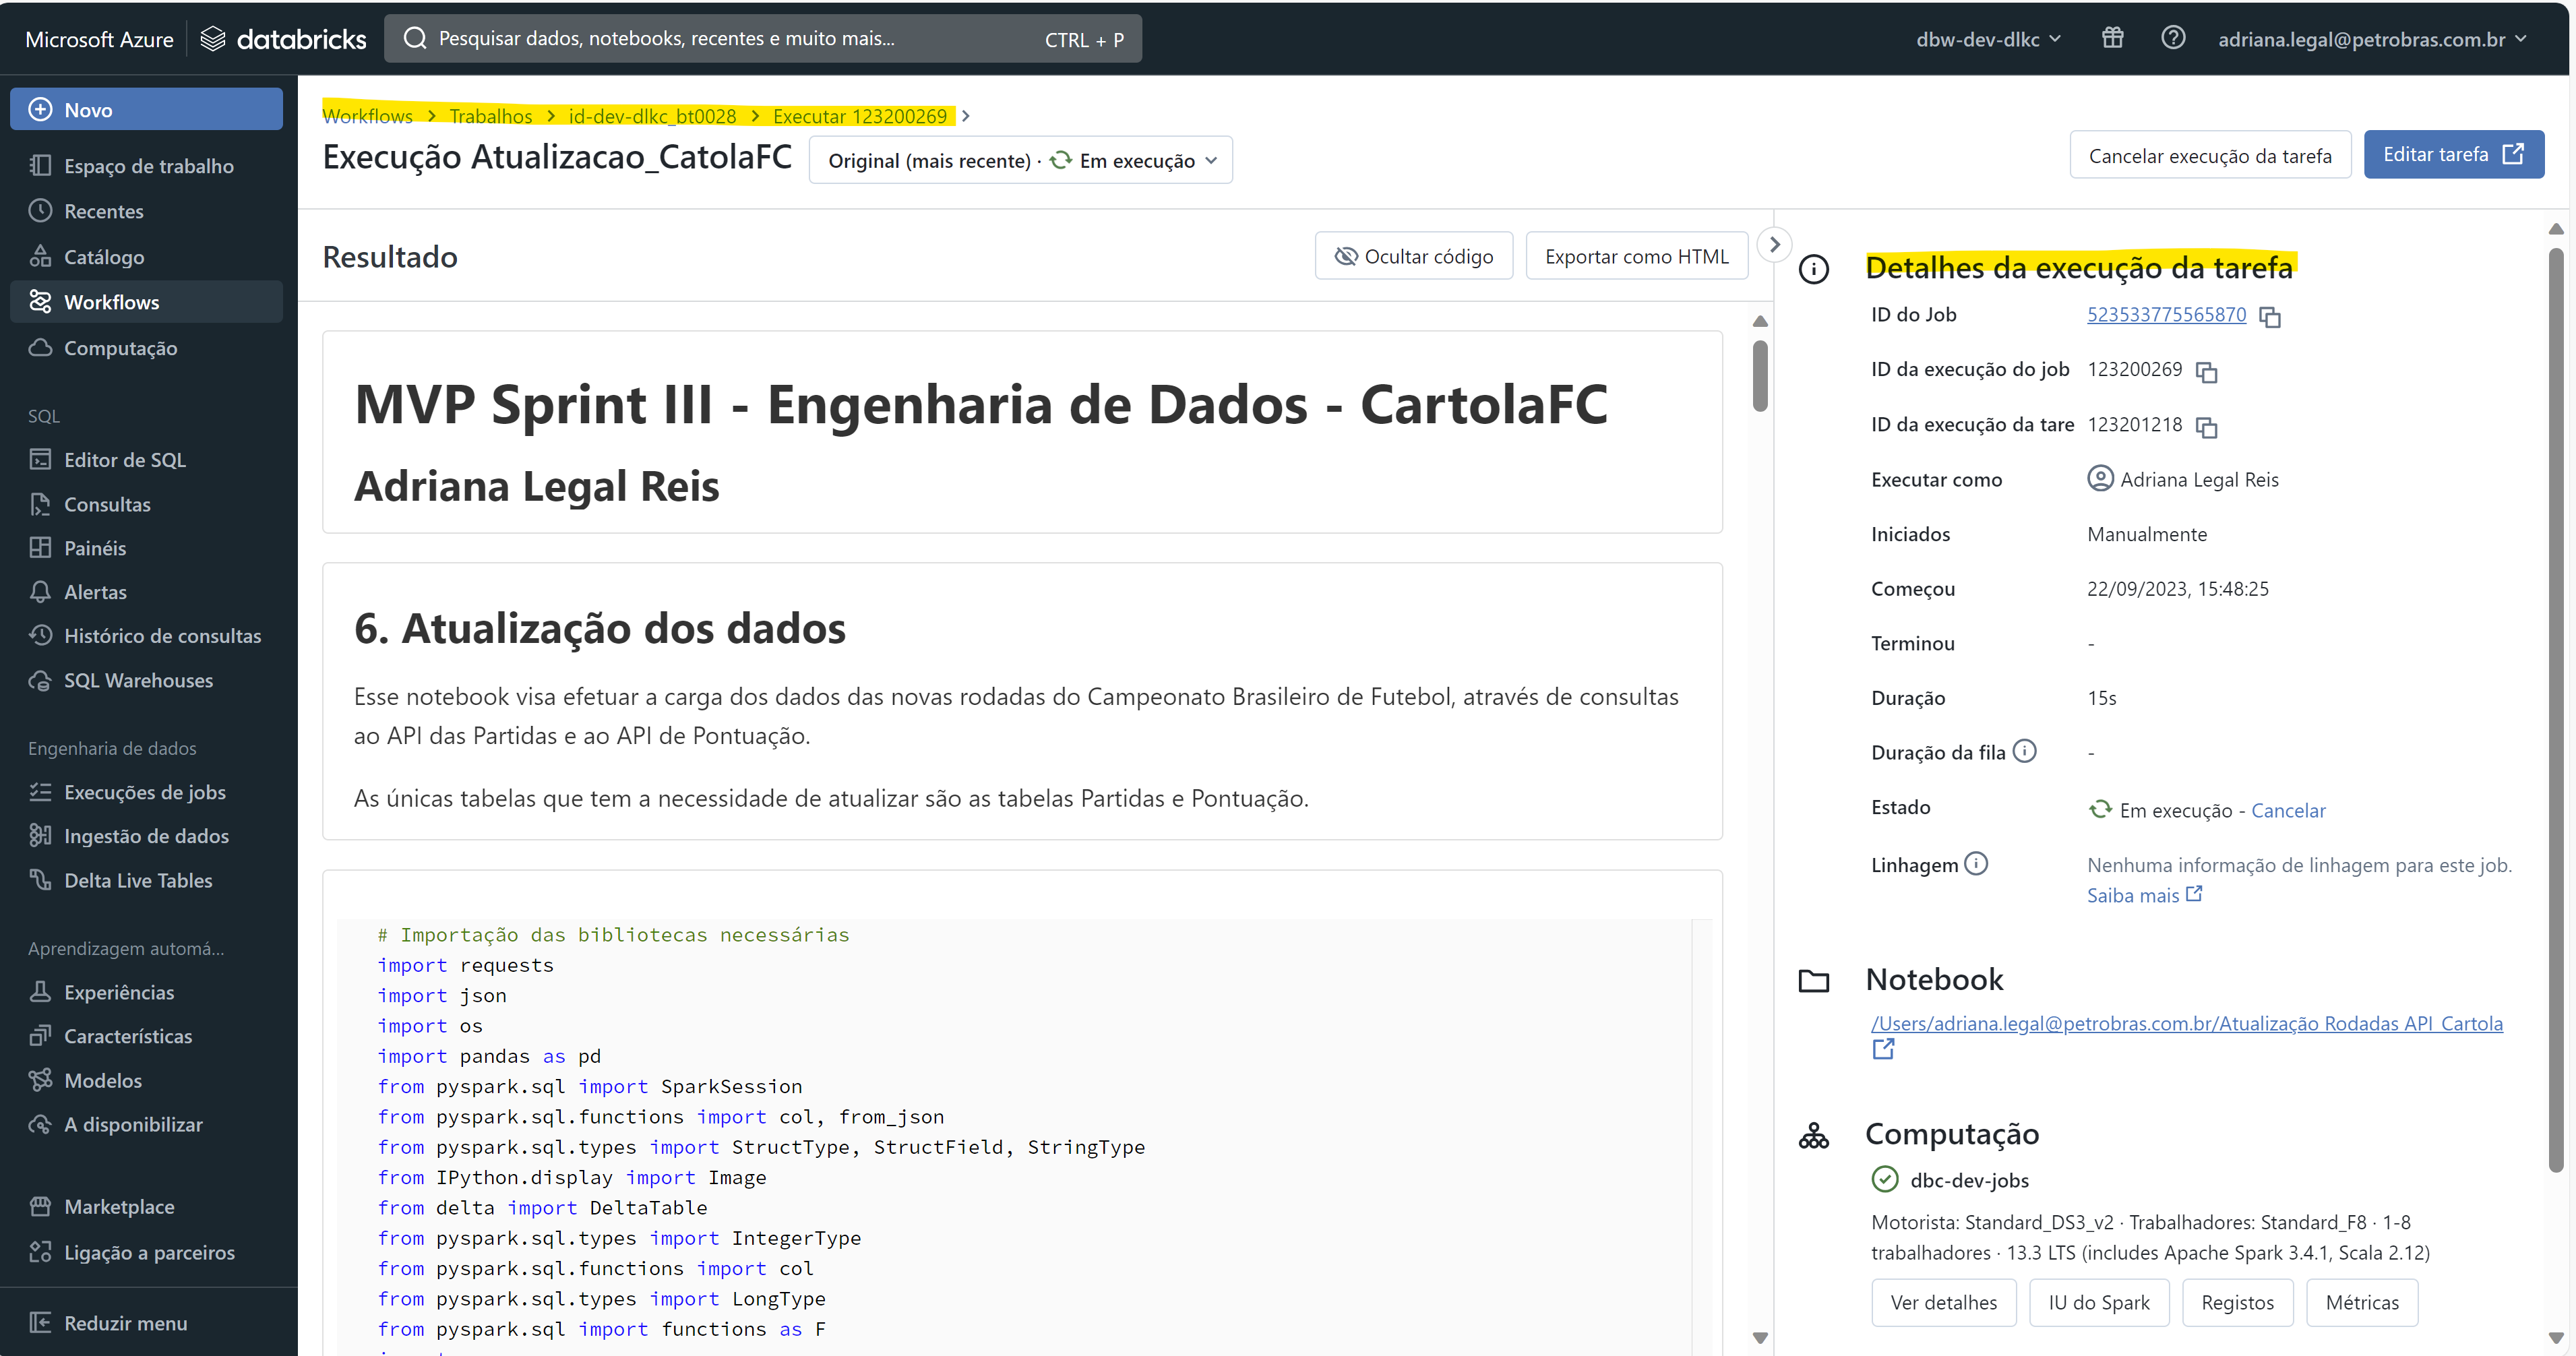 Microsoft Azure
databricks
Pesquisar dados, notebooks, recentes e muito mais...
CTRL + P
dbw-dev-dlkc
adriana.legal@petrobras.com.br
Novo
Espaço de trabalho
Recentes
Catálogo
Workflows
Computação
SQL
Editor de SQL
Consultas
Painéis
Alertas
Histórico de consultas
SQL Warehouses
Engenharia de dados
Execuções de jobs
Ingestão de dados
Delta Live Tables
Aprendizagem automá...
Experiências
Características
Modelos
A disponibilizar
Marketplace
Ligação a parceiros
Reduzir menu
Workflows > Trabalhos > id-dev-dlkc_bt0028 > Executar 123200269 >
Execução Atualizacao_CatolaFC
Original (mais recente) · Em execução
Cancelar execução da tarefa
Editar tarefa
Resultado
Ocultar código
Exportar como HTML
MVP Sprint III - Engenharia de Dados - CartolaFC
Adriana Legal Reis
6. Atualização dos dados
Esse notebook visa efetuar a carga dos dados das novas rodadas do Campeonato Brasileiro de Futebol, através de consultas
ao API das Partidas e ao API de Pontuação.
As únicas tabelas que tem a necessidade de atualizar são as tabelas Partidas e Pontuação.
# Importação das bibliotecas necessárias
import requests
import json
import os
import pandas as pd
from pyspark.sql import SparkSession
from pyspark.sql.functions import col, from_json
from pyspark.sql.types import StructType, StructField, StringType
from IPython.display import Image
from delta import DeltaTable
from pyspark.sql.types import IntegerType
from pyspark.sql.functions import col
from pyspark.sql.types import LongType
from pyspark.sql import functions as F
Detalhes da execução da tarefa
ID do Job 523533775565870
ID da execução do job 123200269
ID da execução da tare 123201218
Executar como Adriana Legal Reis
Iniciados Manualmente
Começou 22/09/2023, 15:48:25
Terminou -
Duração 15s
Duração da fila -
Estado Em execução - Cancelar
Linhagem Nenhuma informação de linhagem para este job.
Saiba mais
Notebook
/Users/adriana.legal@petrobras.com.br/Atualização Rodadas API_Cartola
Computação
dbc-dev-jobs
Motorista: Standard_DS3_v2 · Trabalhadores: Standard_F8 · 1-8
trabalhadores · 13.3 LTS (includes Apache Spark 3.4.1, Scala 2.12)
Ver detalhes
IU do Spark
Registos
Métricas